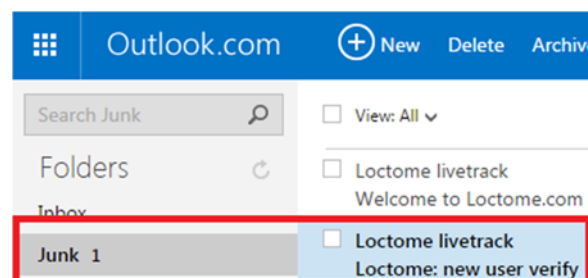 Outlook.com
New Delete Archive
Search Junk
View: All
Folders
Loctome livetrack
Welcome to Loctome.com
Inbox
Junk 1
Loctome livetrack
Loctome: new user verify